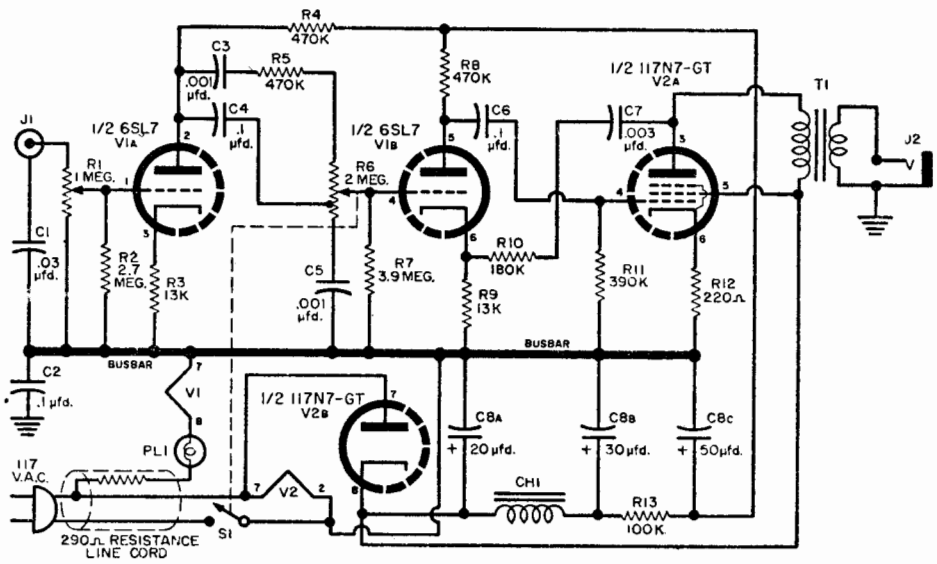 R4
470K
C3
.001
µfd.
R5
470K
C4
.1
µfd.
R8
470K
1/2 117N7-GT
V2A
T1
J1
1/2 6SL7
V1A
2
1
3
R1
1 MEG.
R6
2 MEG.
1/2 6SL7
V1B
5
4
6
C6
.1
µfd.
C7
.003
µfd.
3
4
5
6
J2
C1
.03
µfd.
R2
2.7
MEG.
R3
13K
C5
.001
µfd.
R7
3.9 MEG.
R10
180K
R9
13K
R11
390K
R12
220Ω
BUSBAR
BUSBAR
C2
.1 µfd.
7
V1
8
PL1
1/2 117N7-GT
V2B
7
8
C8A
+ 20µfd.
C8B
+ 30µfd.
C8C
+ 50µfd.
117
V.A.C.
7
V2
2
S1
CH1
R13
100K
290Ω RESISTANCE
LINE CORD